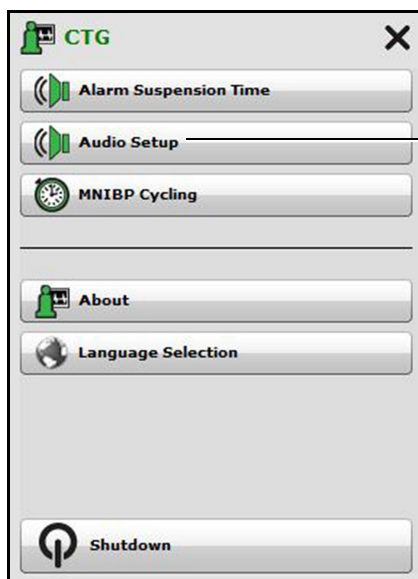 CTG
Alarm Suspension Time
Audio Setup
MNIBP Cycling
About
Language Selection
Shutdown